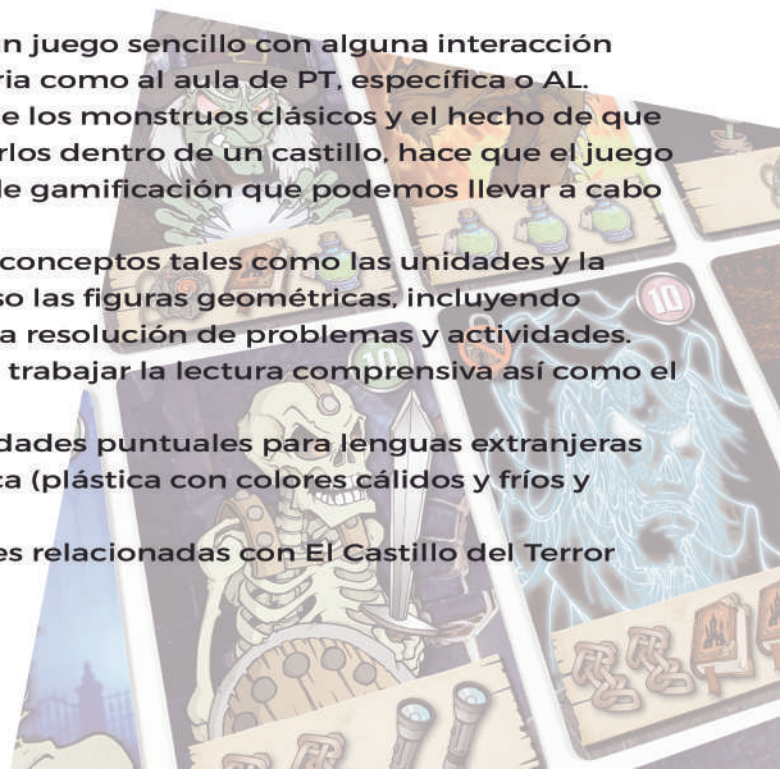 n juego sencillo con alguna interacción
ria como al aula de PT, específica o AL.
e los monstruos clásicos y el hecho de que
rlos dentro de un castillo, hace que el juego
de gamificación que podemos llevar a cabo
conceptos tales como las unidades y la
so las figuras geométricas, incluyendo
a resolución de problemas y actividades.
trabajar la lectura comprensiva así como el
dades puntuales para lenguas extranjeras
ca (plástica con colores cálidos y fríos y
es relacionadas con El Castillo del Terror
10
10